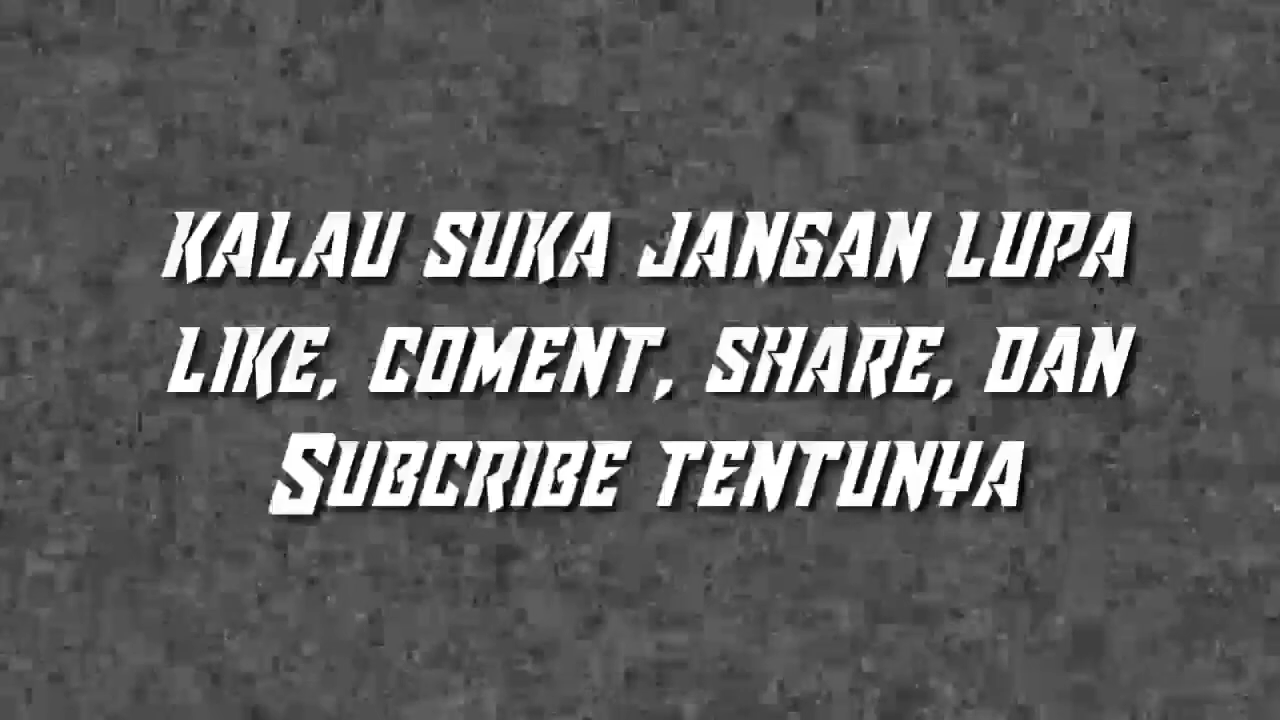 KALAU SUKA JANGAN LUPA
LIKE, COMENT, SHARE, DAN
SUBCRIBE TENTUNYA